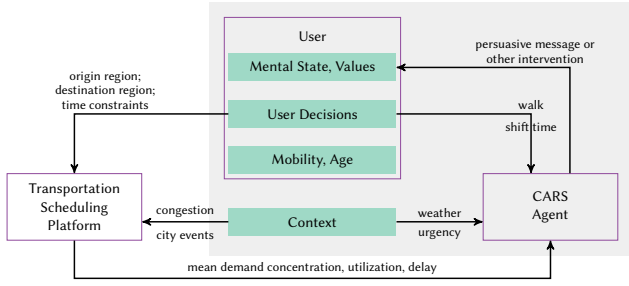 User
persuasive message or
other intervention
Mental State, Values
origin region;
destination region;
time constraints
User Decisions
walk
shift time
Mobility, Age
Transportation
Scheduling
Platform
congestion
city events
Context
weather
urgency
CARS
Agent
mean demand concentration, utilization, delay